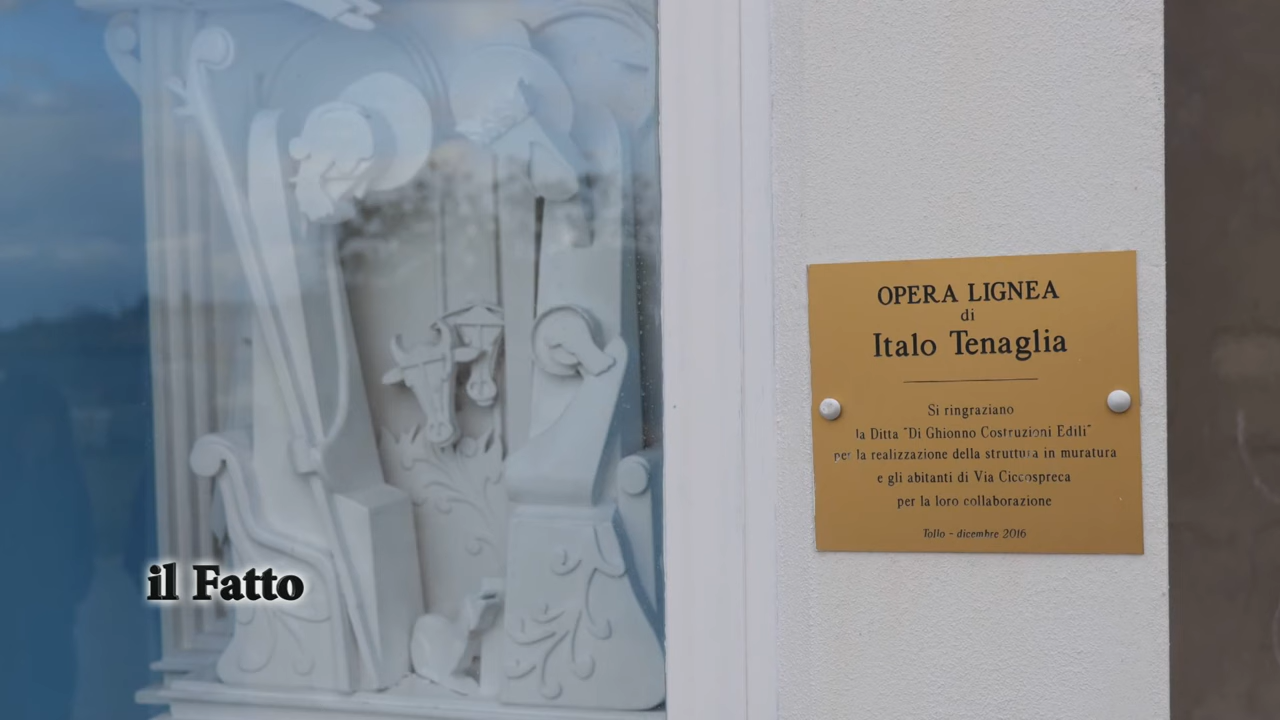 OPERA LIGNEA
di
Italo Tenaglia
Si ringraziano
la Ditta "Di Ghionno Costruzioni Edili"
per la realizzazione della struttura in muratura
e gli abitanti di Via Ciccospreca
per la loro collaborazione
Tollo - dicembre 2016
il Fatto